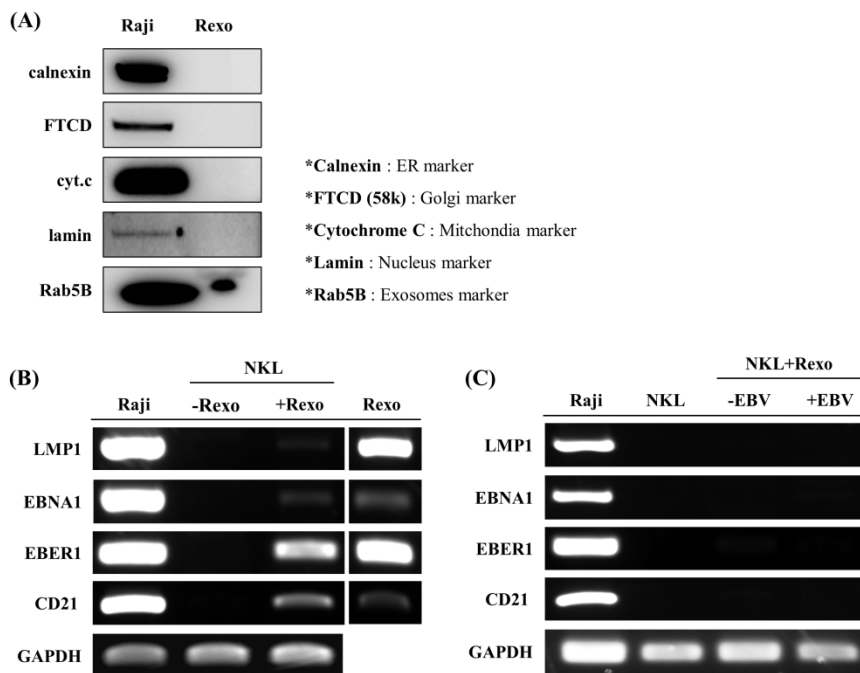 (A)
Raji Rexo
calnexin
FTCD
cyt.c
lamin
Rab5B
*Calnexin : ER marker
*FTCD (58k) : Golgi marker
*Cytochrome C : Mitchondia marker
*Lamin : Nucleus marker
*Rab5B : Exosomes marker
(B)
NKL
Raji -Rexo +Rexo Rexo
LMP1
EBNA1
EBER1
CD21
GAPDH
(C)
NKL+Rexo
Raji NKL -EBV +EBV
LMP1
EBNA1
EBER1
CD21
GAPDH